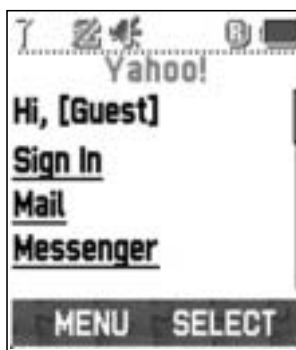 Yahoo!
Hi, [Guest]
Sign In
Mail
Messenger
MENU SELECT